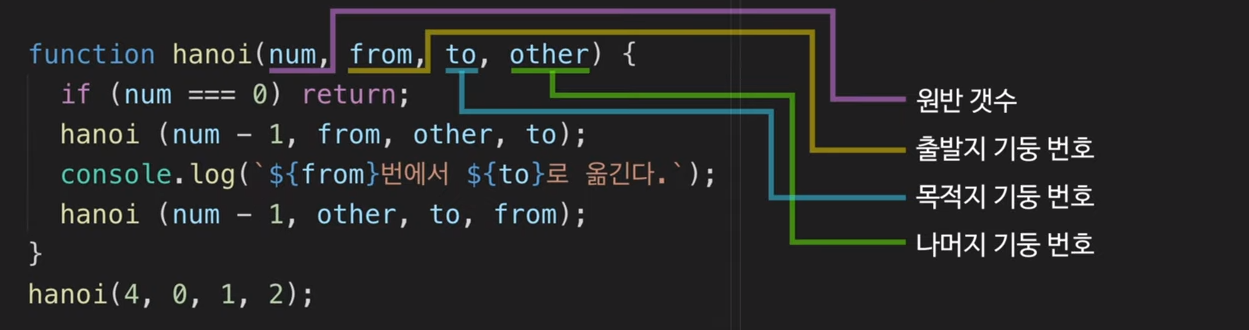 function hanoi(num, from, to, other) {
if (num === 0) return;
hanoi (num - 1, from, other, to);
console.log(`${from}번에서 ${to}로 옮긴다.`);
hanoi (num - 1, other, to, from);
}
hanoi(4, 0, 1, 2);
원반 갯수
출발지 기둥 번호
목적지 기둥 번호
나머지 기둥 번호